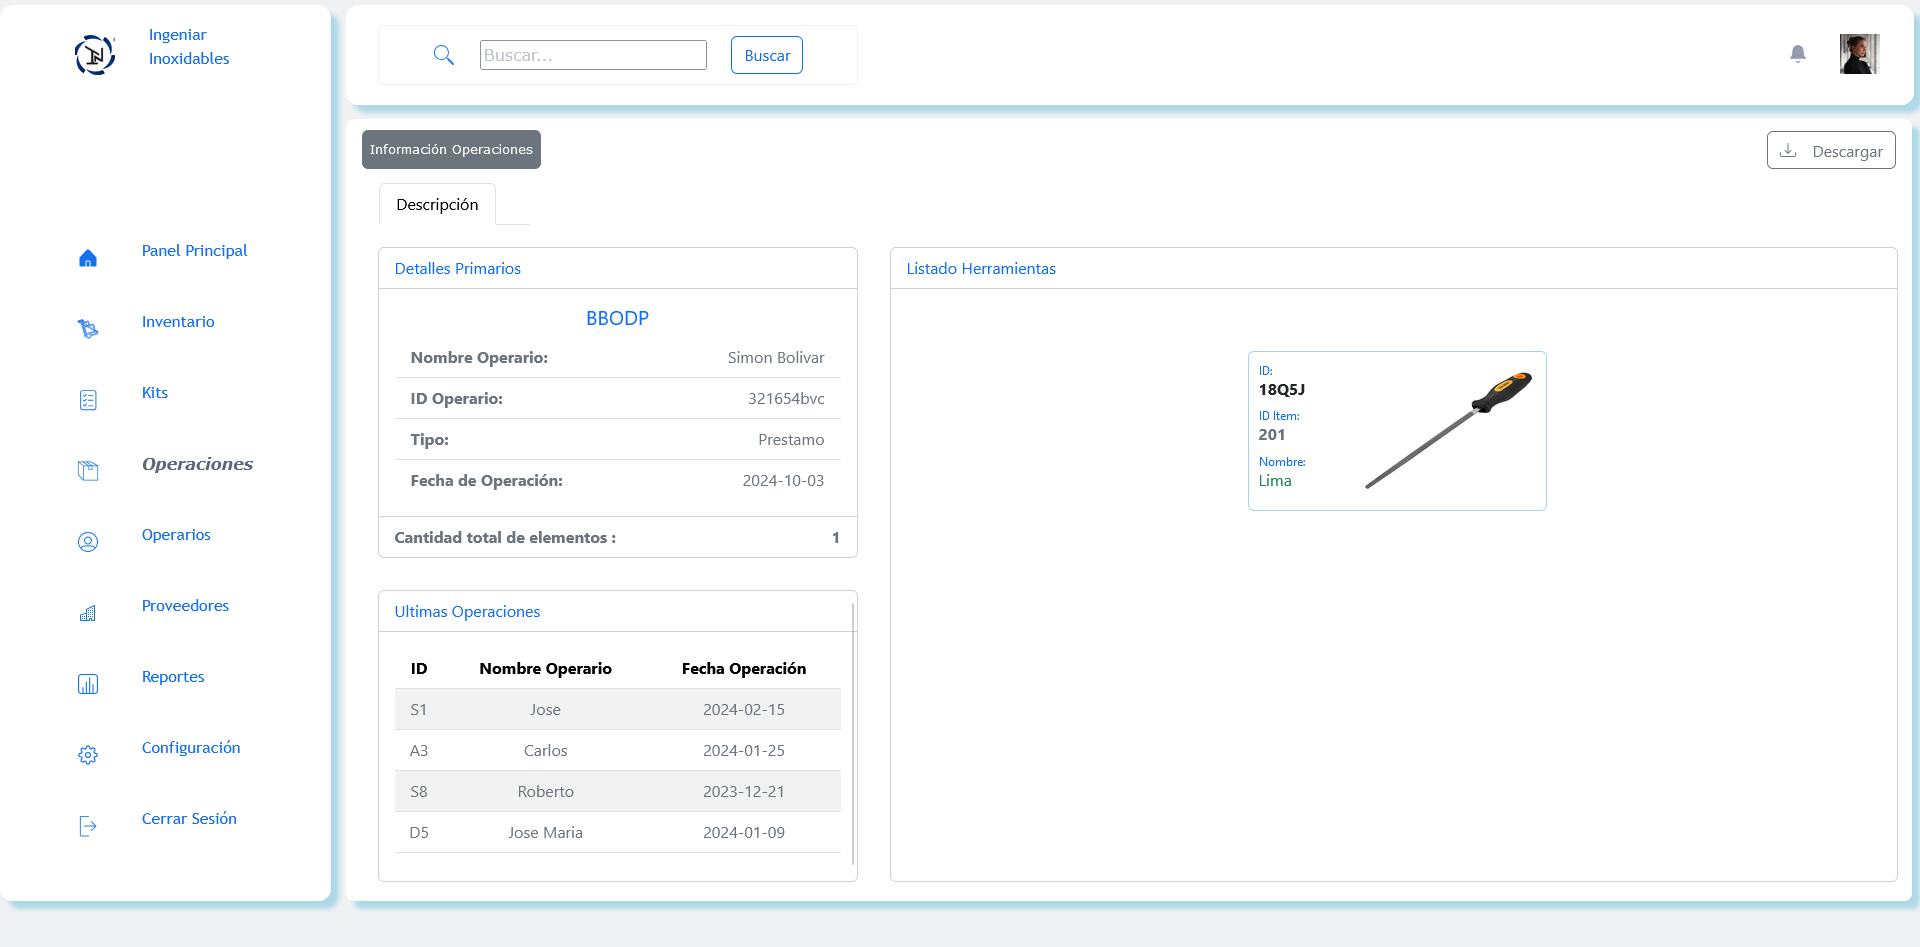 Ingeniar
Inoxidables
Buscar...
Buscar
Panel Principal
Inventario
Kits
Operaciones
Operarios
Proveedores
Reportes
Configuración
Cerrar Sesión
Información Operaciones
Descargar
Descripción
Detalles Primarios
BBODP
Nombre Operario: Simon Bolivar
ID Operario: 321654bvc
Tipo: Prestamo
Fecha de Operación: 2024-10-03
Cantidad total de elementos : 1
Ultimas Operaciones
ID Nombre Operario Fecha Operación
S1 Jose 2024-02-15
A3 Carlos 2024-01-25
S8 Roberto 2023-12-21
D5 Jose Maria 2024-01-09
Listado Herramientas
ID:
18Q5J
ID Item:
201
Nombre:
Lima